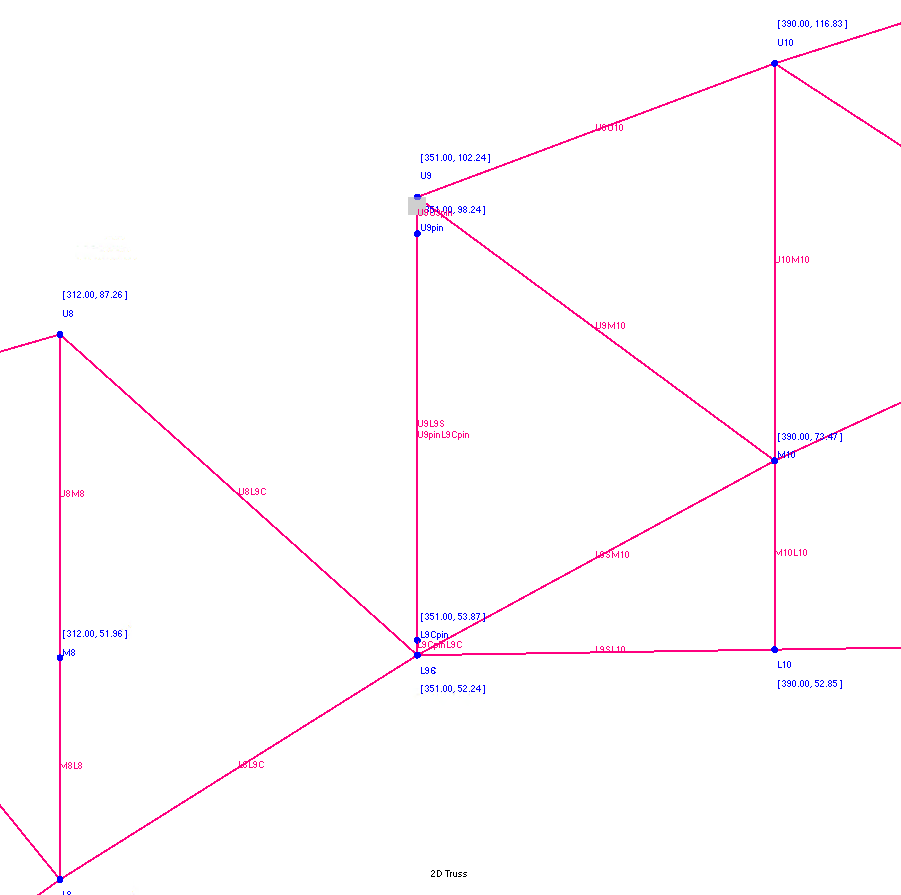 [390.00, 116.83]
U10
U9U10
[351.00, 102.24]
U9
[351.00, 98.24]
U9U9pin
U9pin
U10M10
[312.00, 87.26]
U8
U9M10
U9L9S
U9pinL9Cpin
[390.00, 73.47]
M10
U8M8
U8L9C
L9SM10
M10L10
[351.00, 53.87]
L9Cpin
L9CpinL9C
[312.00, 51.96]
M8
L9SL10
L10
[390.00, 52.85]
[351.00, 52.24]
M8L8
L8L9C
2D Truss